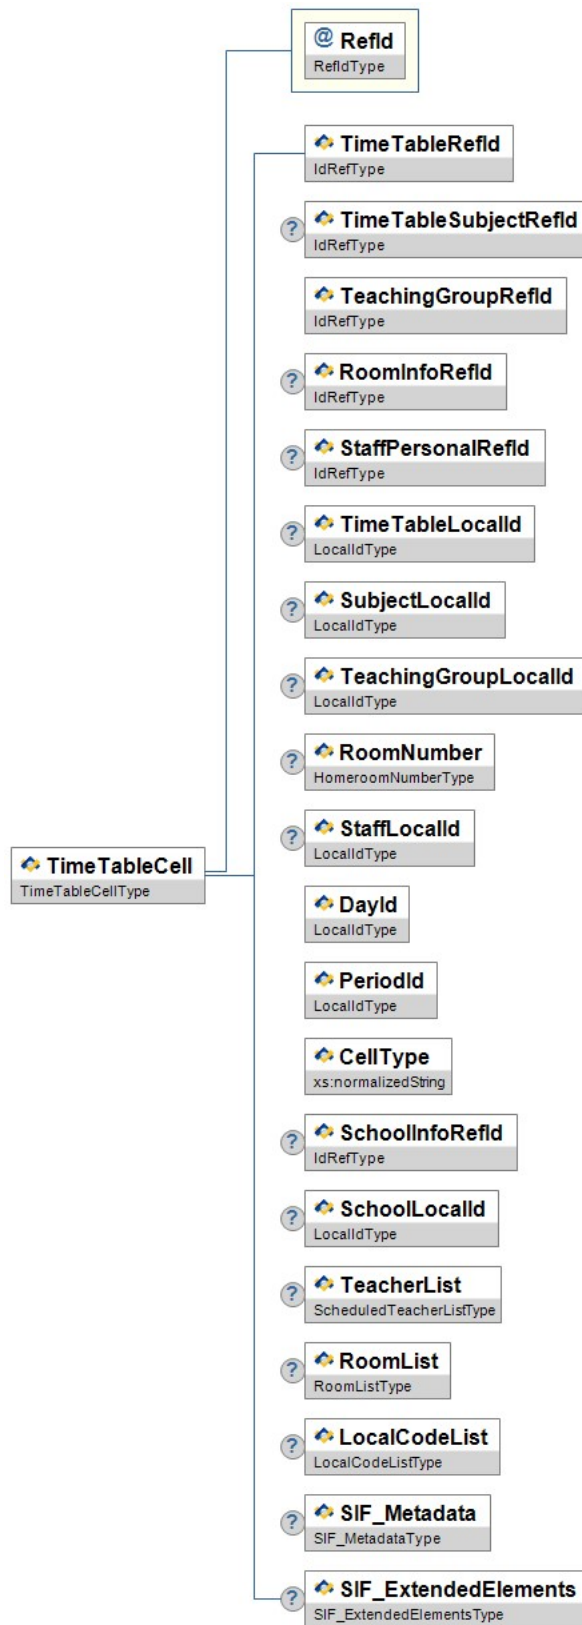 @ RefId
RefIdType
TimeTableRefId
IdRefType
? TimeTableSubjectRefId
IdRefType
TeachingGroupRefId
IdRefType
? RoomInfoRefId
IdRefType
? StaffPersonalRefId
IdRefType
? TimeTableLocalId
LocalIdType
? SubjectLocalId
LocalIdType
? TeachingGroupLocalId
LocalIdType
? RoomNumber
HomeroomNumberType
? StaffLocalId
LocalIdType
TimeTableCell
TimeTableCellType
DayId
LocalIdType
PeriodId
LocalIdType
CellType
xs:normalizedString
? SchoolInfoRefId
IdRefType
? SchoolLocalId
LocalIdType
? TeacherList
ScheduledTeacherListType
? RoomList
RoomListType
? LocalCodeList
LocalCodeListType
? SIF_Metadata
SIF_MetadataType
? SIF_ExtendedElements
SIF_ExtendedElementsType